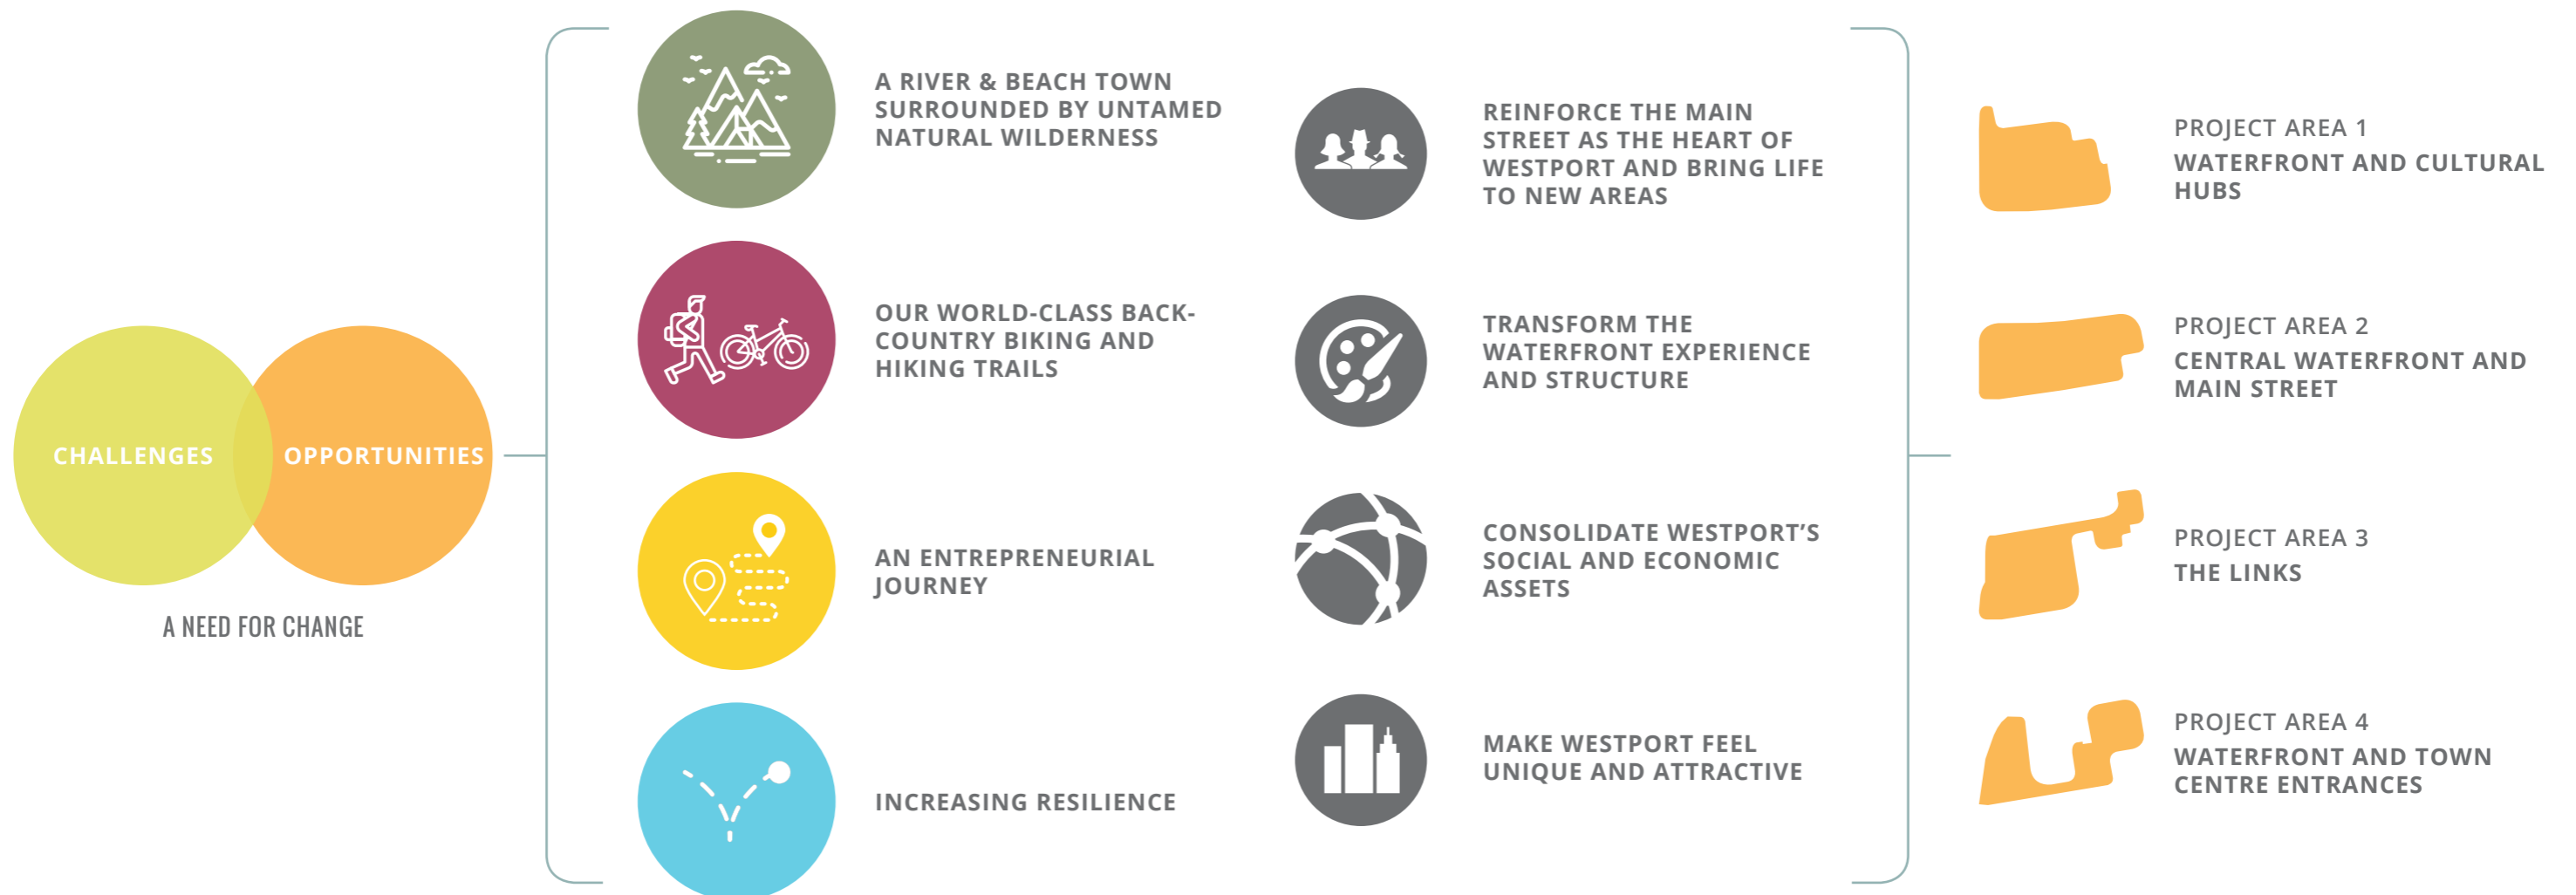 CHALLENGES
OPPORTUNITIES
A NEED FOR CHANGE
A RIVER & BEACH TOWN
SURROUNDED BY UNTAMED
NATURAL WILDERNESS
OUR WORLD-CLASS BACK-
COUNTRY BIKING AND
HIKING TRAILS
AN ENTREPRENEURIAL
JOURNEY
INCREASING RESILIENCE
REINFORCE THE MAIN
STREET AS THE HEART OF
WESTPORT AND BRING LIFE
TO NEW AREAS
TRANSFORM THE
WATERFRONT EXPERIENCE
AND STRUCTURE
CONSOLIDATE WESTPORT’S
SOCIAL AND ECONOMIC
ASSETS
MAKE WESTPORT FEEL
UNIQUE AND ATTRACTIVE
PROJECT AREA 1
WATERFRONT AND CULTURAL
HUBS
PROJECT AREA 2
CENTRAL WATERFRONT AND
MAIN STREET
PROJECT AREA 3
THE LINKS
PROJECT AREA 4
WATERFRONT AND TOWN
CENTRE ENTRANCES